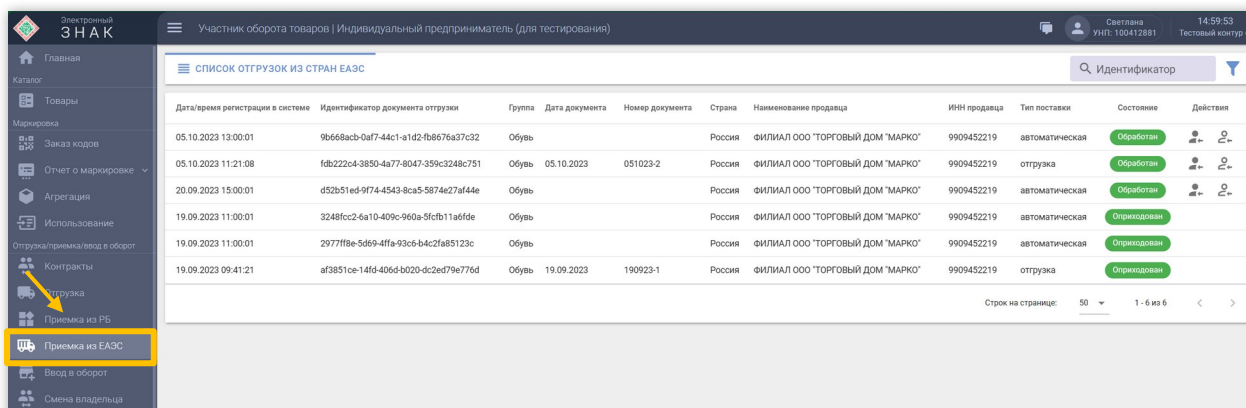 Электронный
ЗНАК
Участник оборота товаров | Индивидуальный предприниматель (для тестирования)
Светлана
УНП: 100412881
14:59:53
Тестовый контур
Главная
Каталог
Товары
Маркировка
Заказ кодов
Отчет о маркировке
Агрегация
Использование
Отгрузка/приемка/ввод в оборот
Контракты
Отгрузка
Приемка из РБ
Приемка из ЕАЭС
Ввод в оборот
Смена владельца
СПИСОК ОТГРУЗОК ИЗ СТРАН ЕАЭС
Идентификатор
Дата/время регистрации в системе Идентификатор документа отгрузки Группа Дата документа Номер документа Страна Наименование продавца ИНН продавца Тип поставки Состояние Действия
05.10.2023 13:00:01 9b668acb-0af7-44c1-a1d2-fb8676a37c32 Обувь Россия ФИЛИАЛ ООО "ТОРГОВЫЙ ДОМ "МАРКО" 9909452219 автоматическая Обработан
05.10.2023 11:21:08 fdb222c4-3850-4a77-8047-359c3248c751 Обувь 05.10.2023 051023-2 Россия ФИЛИАЛ ООО "ТОРГОВЫЙ ДОМ "МАРКО" 9909452219 отгрузка Обработан
20.09.2023 15:00:01 d52b51ed-9f74-4543-8ca5-5874e27af44e Обувь Россия ФИЛИАЛ ООО "ТОРГОВЫЙ ДОМ "МАРКО" 9909452219 автоматическая Обработан
19.09.2023 11:00:01 3248fcc2-6a10-409c-960a-5fcfb11a6fde Обувь Россия ФИЛИАЛ ООО "ТОРГОВЫЙ ДОМ "МАРКО" 9909452219 автоматическая Оприходован
19.09.2023 11:00:01 2977ff8e-5d69-4ffa-93c6-b4c2fa85123c Обувь Россия ФИЛИАЛ ООО "ТОРГОВЫЙ ДОМ "МАРКО" 9909452219 автоматическая Оприходован
19.09.2023 09:41:21 af3851ce-14fd-406d-b020-dc2ed79e776d Обувь 19.09.2023 190923-1 Россия ФИЛИАЛ ООО "ТОРГОВЫЙ ДОМ "МАРКО" 9909452219 отгрузка Оприходован
Строк на странице: 50 1 - 6 из 6